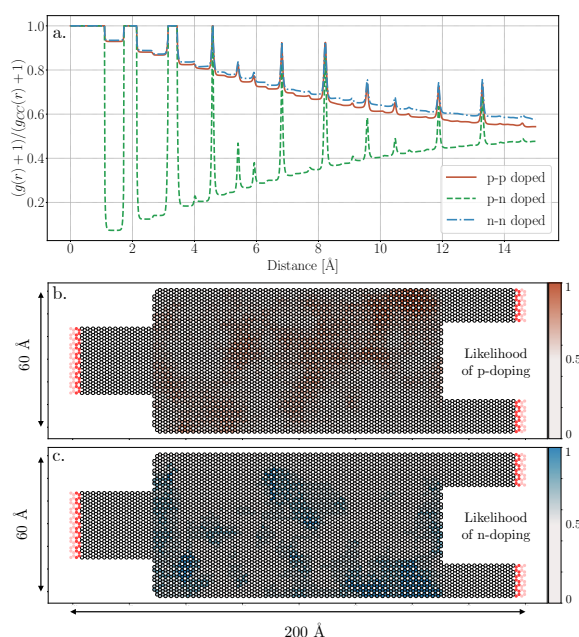 a.
(g(r) + 1)/(g_CC(r) + 1)
1.0
0.8
0.6
0.4
0.2
p-p doped
p-n doped
n-n doped
0
2
4
6
8
10
12
14
Distance [Å]
b.
60 Å
Likelihood
of p-doping
1
0.5
0
c.
60 Å
Likelihood
of n-doping
1
0.5
0
200 Å